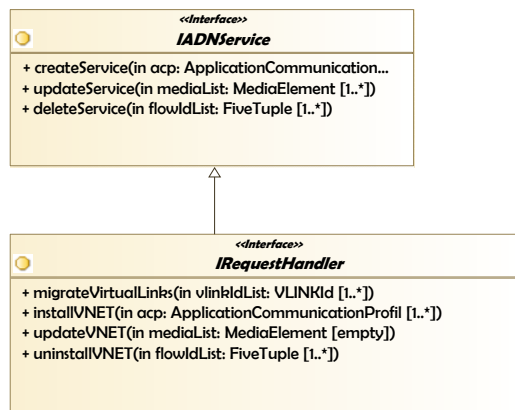 «Interface»
IADNService
+ createService(in acp: ApplicationCommunication...
+ updateService(in mediaList: MediaElement [1..*])
+ deleteService(in flowIdList: FiveTuple [1..*])
«Interface»
IRequestHandler
+ migrateVirtualLinks(in vlinkIdList: VLINKId [1..*])
+ installVNET(in acp: ApplicationCommunicationProfil [1..*])
+ updateVNET(in mediaList: MediaElement [empty])
+ uninstallVNET(in flowIdList: FiveTuple [1..*])